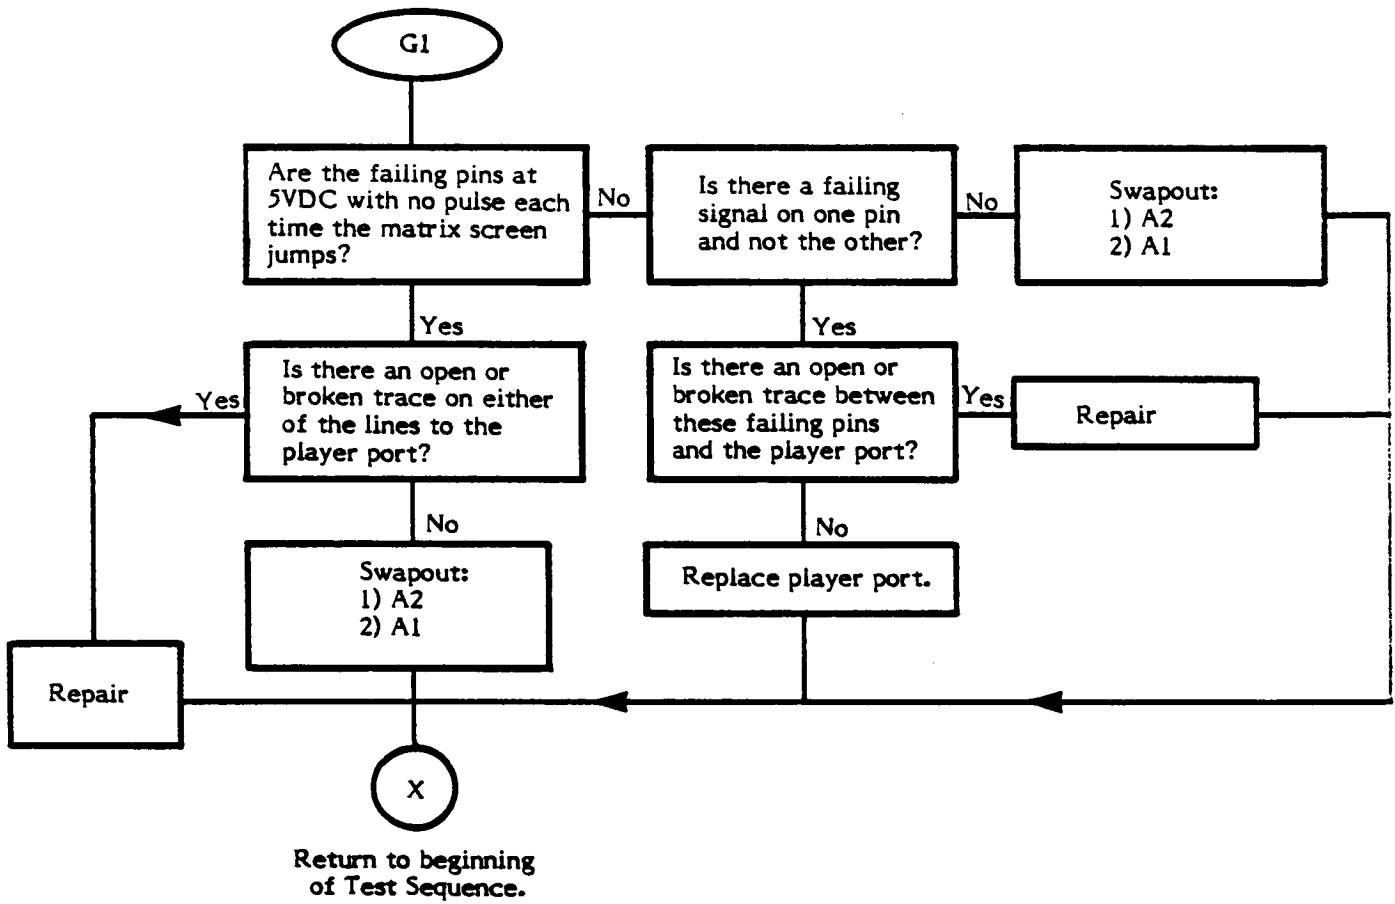 G1
Are the failing pins at
5VDC with no pulse each
time the matrix screen
jumps?
No
Is there a failing
signal on one pin
and not the other?
No
Swapout:
1) A2
2) A1
Yes
Yes
Is there an open or
broken trace on either
of the lines to the
player port?
Yes
Is there an open or
broken trace between
these failing pins
and the player port?
Yes
Repair
No
No
Swapout:
1) A2
2) A1
Replace player port.
Repair
X
Return to beginning
of Test Sequence.